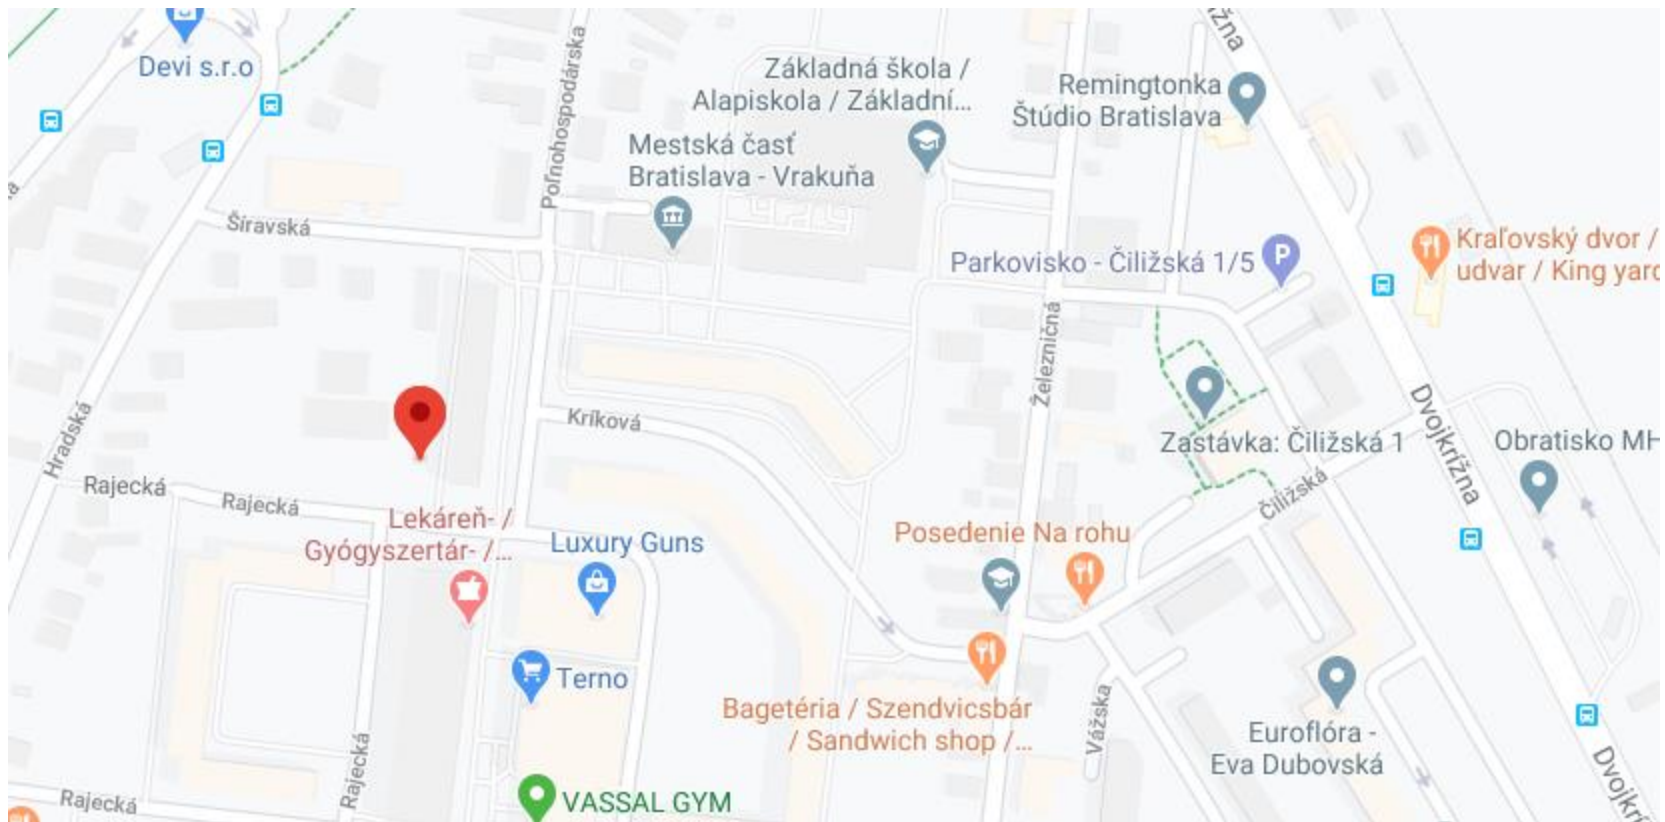 Devi s.r.o
Poľnohospodárska
Základná škola /
Alapiskola / Základní...
Remingtonka
Štúdio Bratislava
Mestská časť
Bratislava - Vrakuňa
Šíravská
Parkovisko - Čiližská 1/5
P
Kraľovský dvor /
udvar / King yard
Železničná
Hradská
Kríková
Dvojkrížna
Zastávka: Čiližská 1
Obratisko MH
Rajecká
Rajecká
Čiližská
Lekáreň- /
Gyógyszertár- /...
Luxury Guns
Posedenie Na rohu
Terno
Bagetéria / Szendvicsbár
/ Sandwich shop /...
Vážska
Euroflóra -
Eva Dubovská
Rajecká
Rajecká
VASSAL GYM